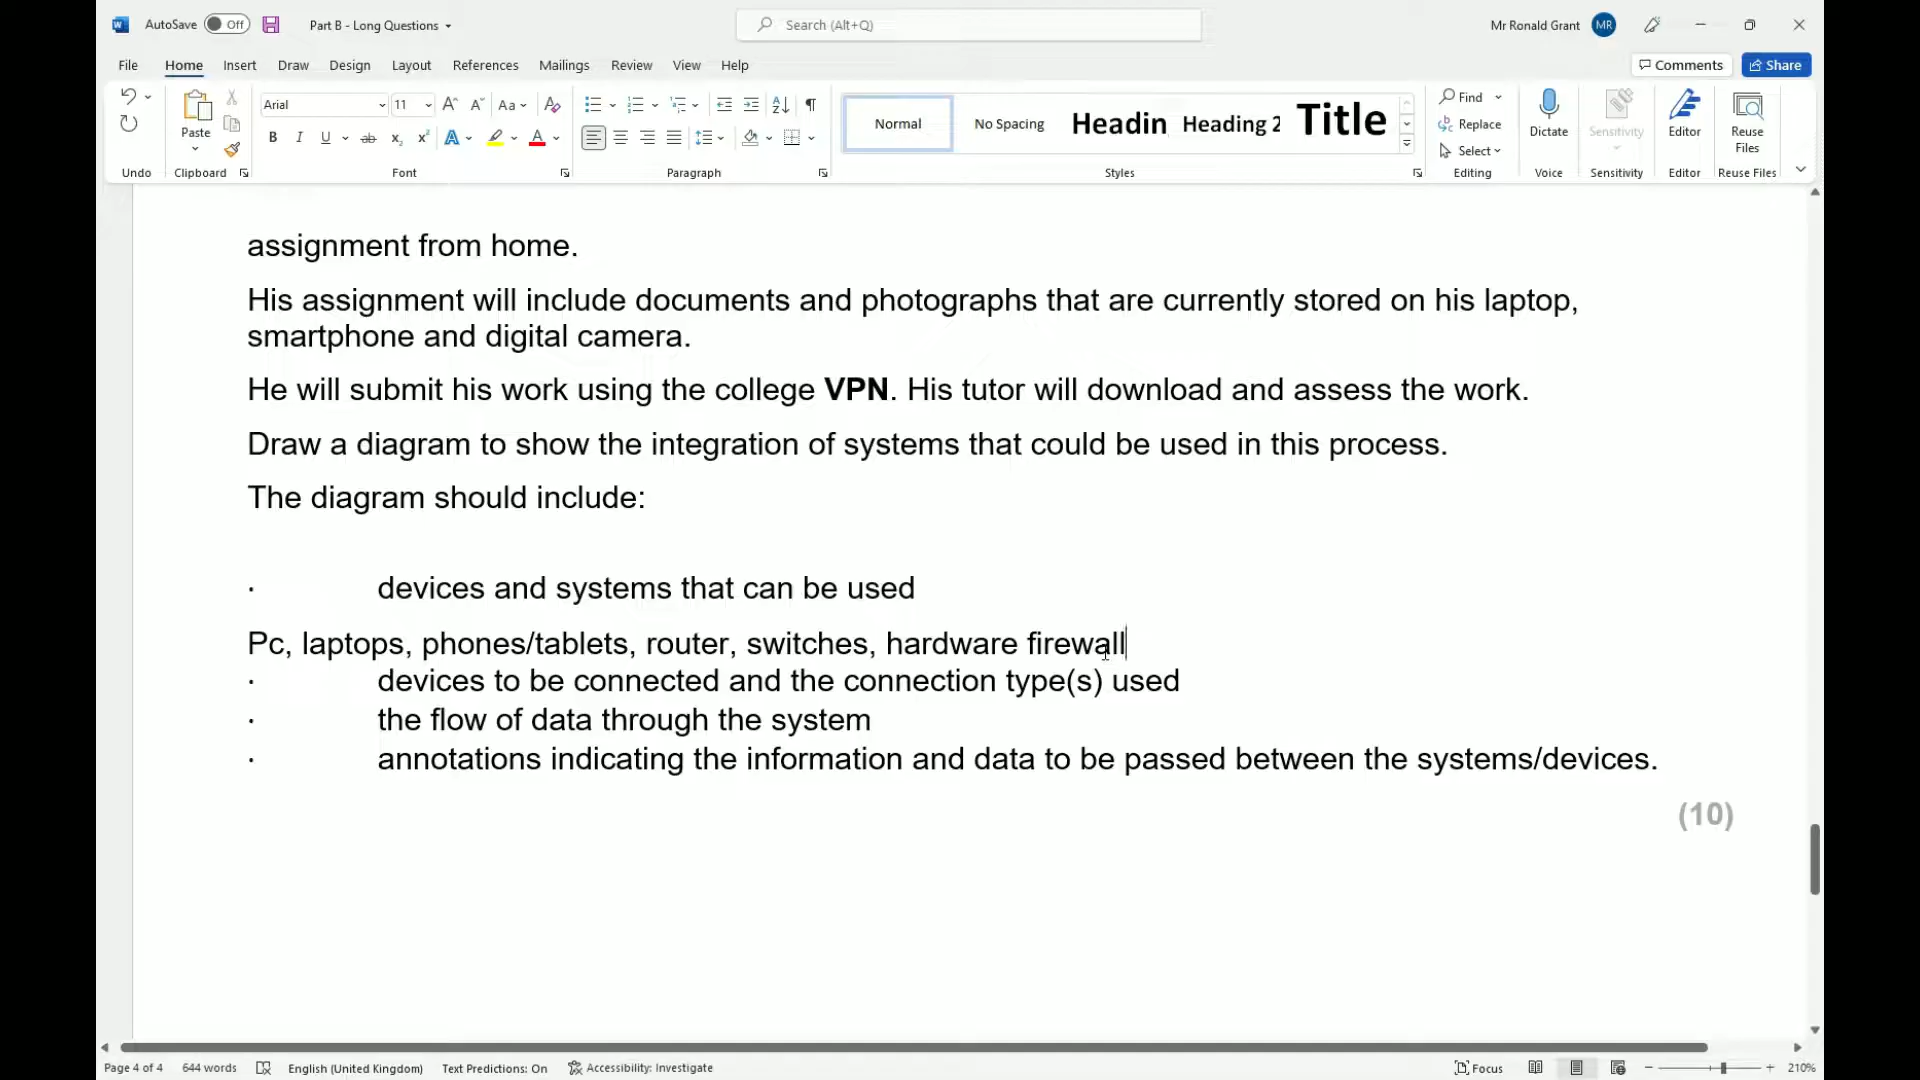 AutoSave Off Part B - Long Questions Search (Alt+Q) Mr Ronald Grant MR
File Home Insert Draw Design Layout References Mailings Review View Help Comments Share
Arial 11 Aa
Paste
B I U ab x₂ x² A A
Normal No Spacing Headin Heading 2 Title
Find Replace Select
Dictate Sensitivity Editor Reuse Files
Undo Clipboard Font Paragraph Styles Editing Voice Sensitivity Editor Reuse Files
assignment from home.
His assignment will include documents and photographs that are currently stored on his laptop,
smartphone and digital camera.
He will submit his work using the college VPN. His tutor will download and assess the work.
Draw a diagram to show the integration of systems that could be used in this process.
The diagram should include:
· devices and systems that can be used
Pc, laptops, phones/tablets, router, switches, hardware firewall
· devices to be connected and the connection type(s) used
· the flow of data through the system
· annotations indicating the information and data to be passed between the systems/devices.
(10)
Page 4 of 4 644 words English (United Kingdom) Text Predictions: On Accessibility: Investigate Focus 210%